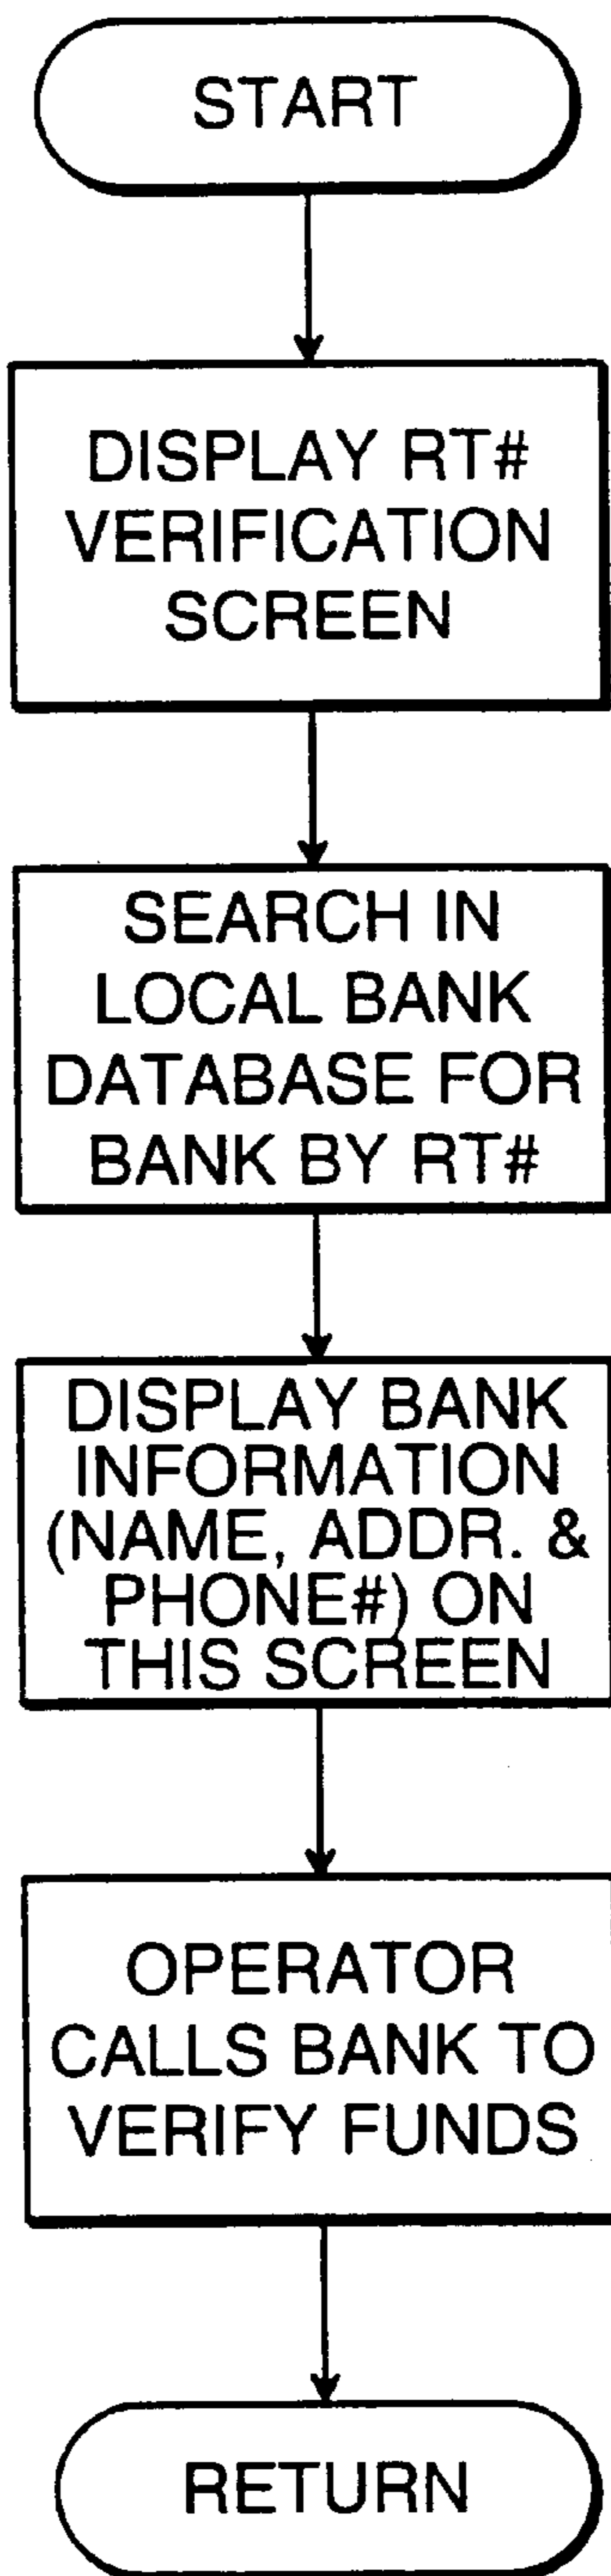 START
DISPLAY RT#
VERIFICATION
SCREEN
SEARCH IN
LOCAL BANK
DATABASE FOR
BANK BY RT#
DISPLAY BANK
INFORMATION
(NAME, ADDR. &
PHONE#) ON
THIS SCREEN
OPERATOR
CALLS BANK TO
VERIFY FUNDS
RETURN